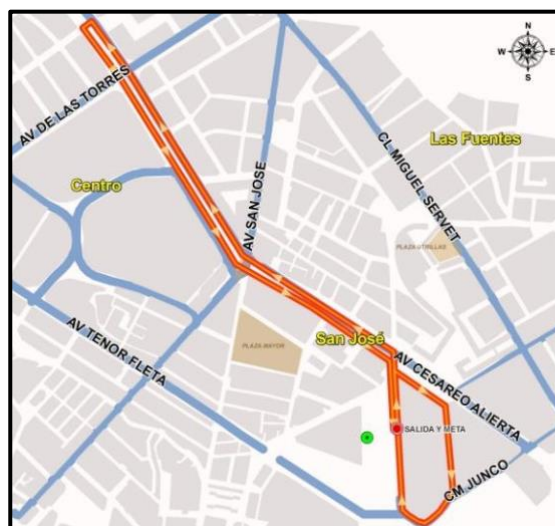 N
W E
S
AV DE LAS TORRES
Las Fuentes
CL MIGUEL SERVET
Centro
AV SAN JOSE
PLAZA UTRILLAS
AV TENOR FLETA
PLAZA MAYOR
San José
AV CESAREO ALIERTA
SALIDA Y META
CM JUNCO